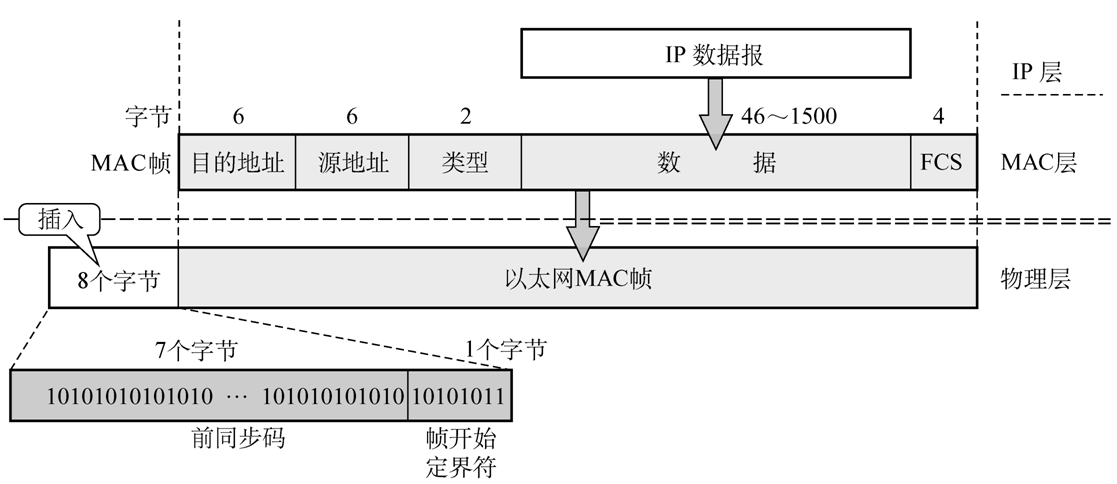 IP 数据报
IP 层
字节 6 6 2 46～1500 4
MAC帧 目的地址 源地址 类型 数 据 FCS MAC层
插入
8个字节 以太网MAC帧 物理层
7个字节 1个字节
10101010101010 ··· 101010101010 10101011
前同步码 帧开始
定界符